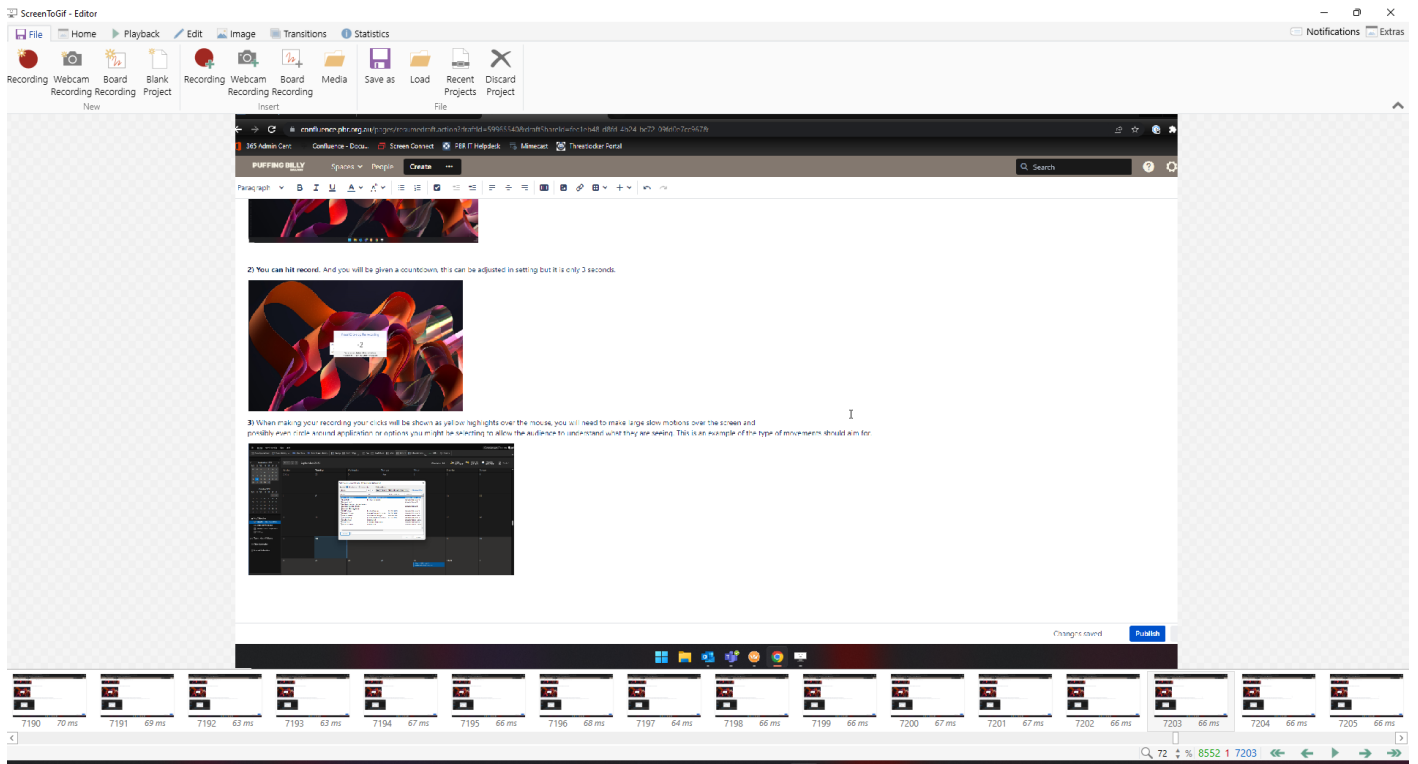 ScreenToGif - Editor
File Home Playback Edit Image Transitions Statistics Notifications Extras
Recording Webcam Recording Board Recording Blank Project Recording Webcam Recording Board Recording Media Save as Load Recent Projects Discard Project
New Insert File
confluence.pbr.org.au/pages/resumedraft.action?
365 Admin Cent Confluence - Docu... Screen Connect PBR IT Helpdesk Mimecast Threatlocker Portal
PUFFING BILLY Spaces People Create ··· Search
Paragraph B I U A
2) You can hit record. And you will be given a countdown, this can be adjusted in setting but it is only 3 seconds.
-2
3) When making your recording your clicks will be shown as yellow highlights over the mouse, you will need to make large slow motions over the screen and
possibly even circle around application or options you might be selecting to allow the audience to understand what they are seeing. This is an example of the type of movements should aim for.
Changes saved Publish
7190 70 ms 7191 69 ms 7192 63 ms 7193 63 ms 7194 67 ms 7195 66 ms 7196 68 ms 7197 64 ms 7198 66 ms 7199 66 ms 7200 67 ms 7201 67 ms 7202 66 ms 7203 66 ms 7204 66 ms 7205 66 ms
72 % 8552 1 7203